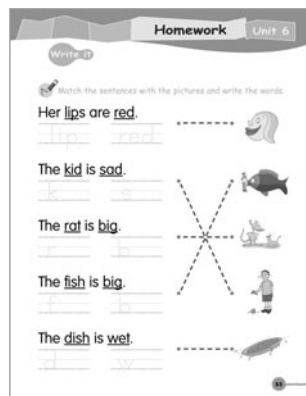 Homework Unit 6
Write it
Match the sentences with the pictures and write the words.
Her lips are red.
lip red
The kid is sad.
k s
The rat is big.
r b
The fish is big.
f b
The dish is wet.
d w
93